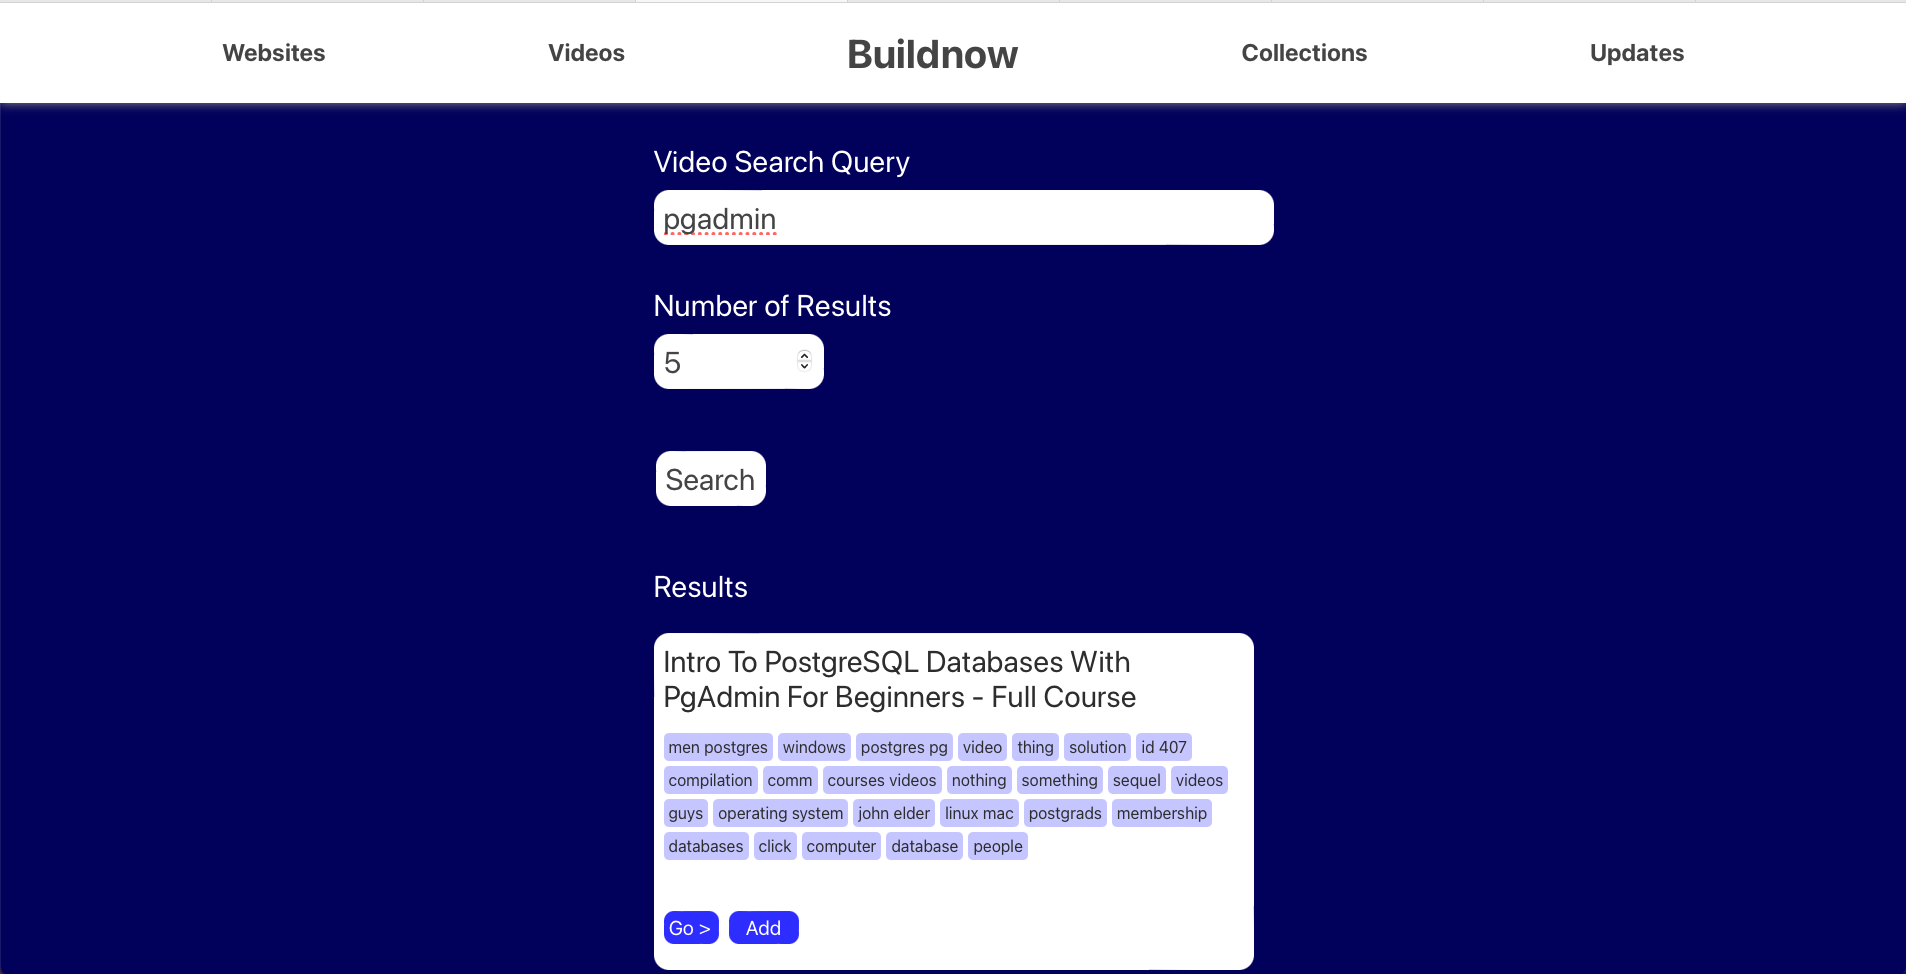 Websites Videos Buildnow Collections Updates
Video Search Query
pgadmin
Number of Results
5
Search
Results
Intro To PostgreSQL Databases With
PgAdmin For Beginners - Full Course
men postgres windows postgres pg video thing solution id 407
compilation comm courses videos nothing something sequel videos
guys operating system john elder linux mac postgrads membership
databases click computer database people
Go > Add